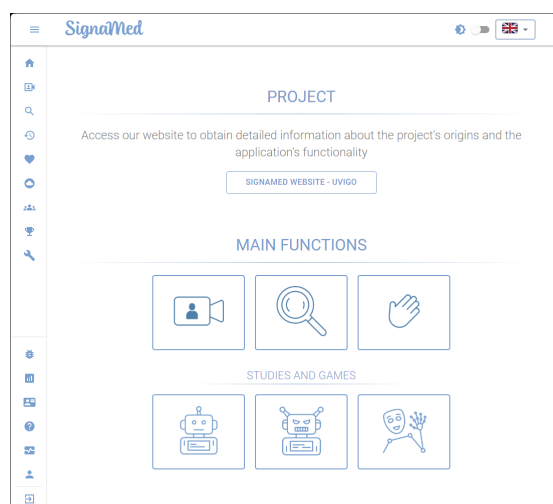 SignaMed
PROJECT
Access our website to obtain detailed information about the project's origins and the
application's functionality
SIGNAMED WEBSITE - UVIGO
MAIN FUNCTIONS
STUDIES AND GAMES